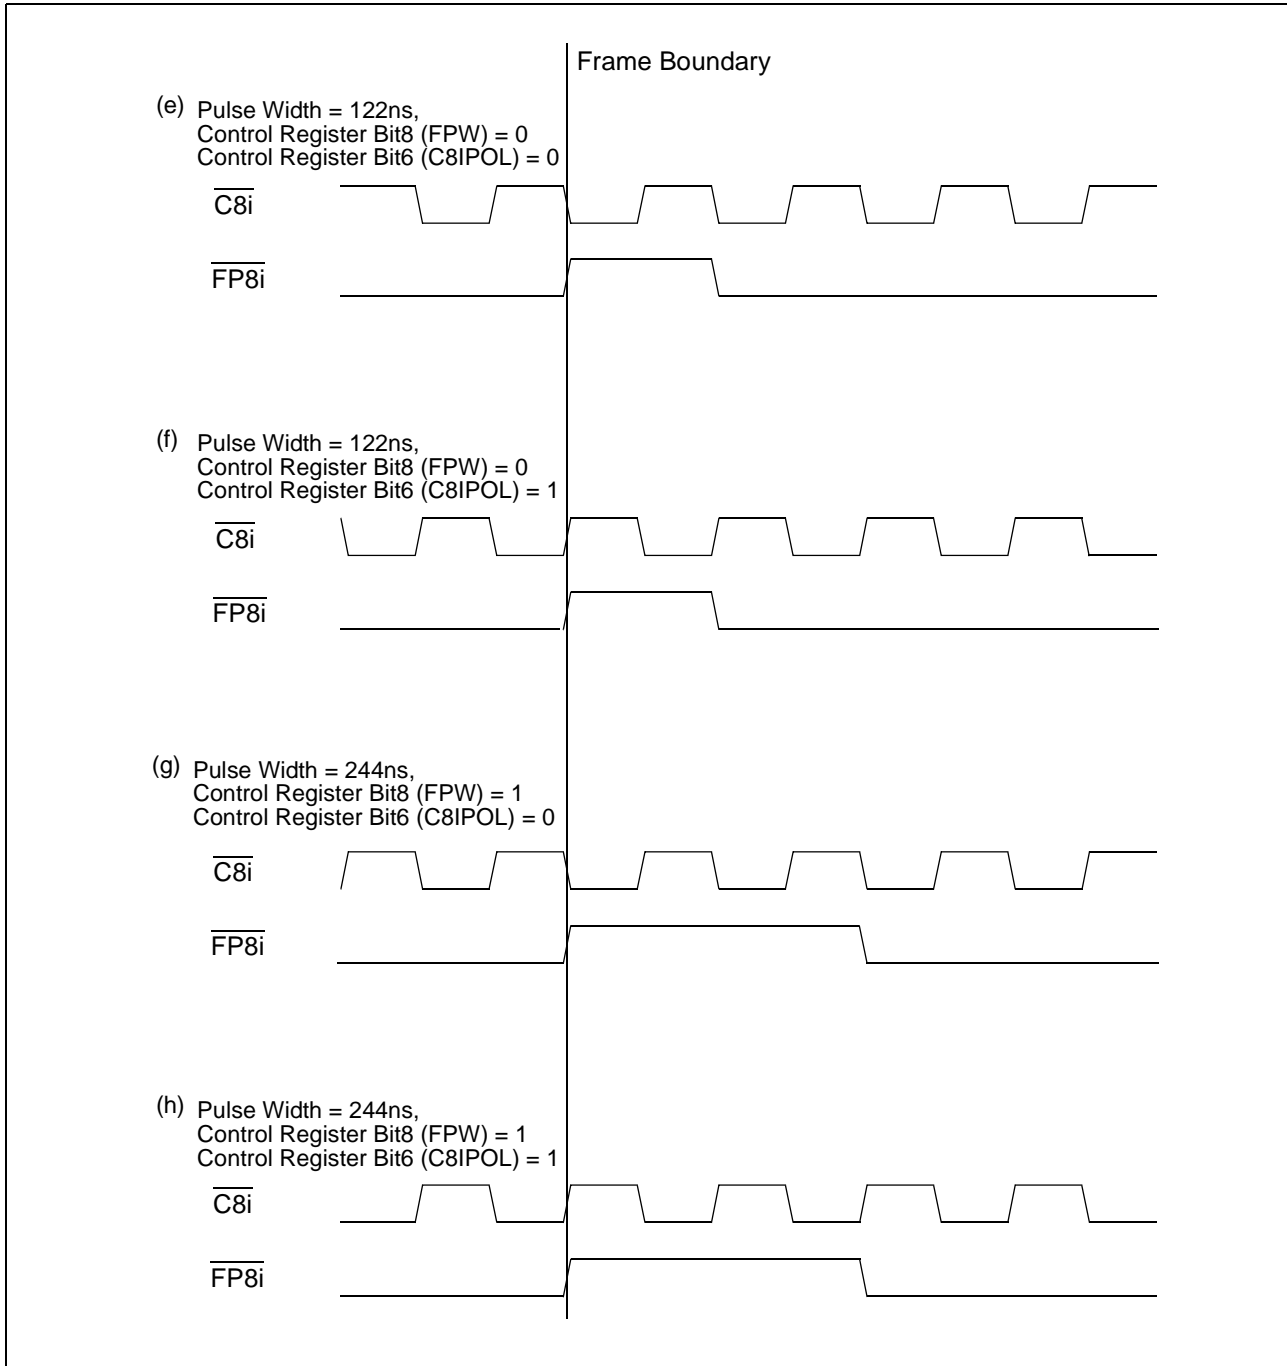 Frame Boundary
(e) Pulse Width = 122ns,
Control Register Bit8 (FPW) = 0
Control Register Bit6 (C8IPOL) = 0
C8i
FP8i
(f) Pulse Width = 122ns,
Control Register Bit8 (FPW) = 0
Control Register Bit6 (C8IPOL) = 1
C8i
FP8i
(g) Pulse Width = 244ns,
Control Register Bit8 (FPW) = 1
Control Register Bit6 (C8IPOL) = 0
C8i
FP8i
(h) Pulse Width = 244ns,
Control Register Bit8 (FPW) = 1
Control Register Bit6 (C8IPOL) = 1
C8i
FP8i